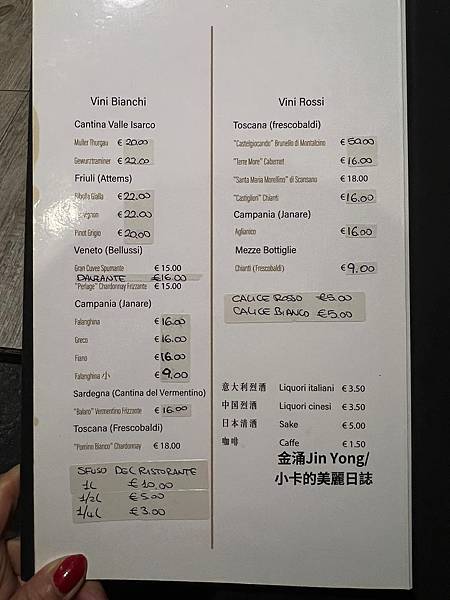 Vini Bianchi
Cantina Valle Isarco
Muller Thurgau € 20.00
Gewurztraminer € 22.00
Friuli (Attems)
Ribolla Gialla € 22.00
€ 22.00
Pinot Grigio € 20.00
Veneto (Bellussi)
Gran Cuvee Spumante € 15.00
€ 16.00
"Perlage" Chardonnay Frizzante € 15.00
Campania (Janare)
Falanghina € 16.00
Greco € 16.00
Fiano € 16.00
Falanghina 小 € 9.00
Sardegna (Cantina del Vermentino)
"Balaro" Vermentino Frizzante € 16.00
Toscana (Frescobaldi)
"Pomino Bianco" Chardonnay € 18.00
SFUSO DEL RISTORANTE
1L € 10.00
1/2L € 5.00
1/4L € 3.00
Vini Rossi
Toscana (frescobaldi)
"Castelgiocando" Brunello di Montalcino € 50.00
"Terre More" Cabernet € 16.00
"Santa Maria Morellino" di Scansano € 18.00
"Castiglioni" Chianti € 16.00
Campania (Janare)
Aglianico € 16.00
Mezze Bottiglie
Chianti (Frescobaldi) € 9.00
CALICE ROSSO €5.00
CALICE BIANCO €5.00
意大利烈酒 Liquori italiani € 3.50
中国烈酒 Liquori cinesi € 3.50
日本清酒 Sake € 5.00
咖啡 Caffe € 1.50
金涌Jin Yong/
小卡的美麗日誌